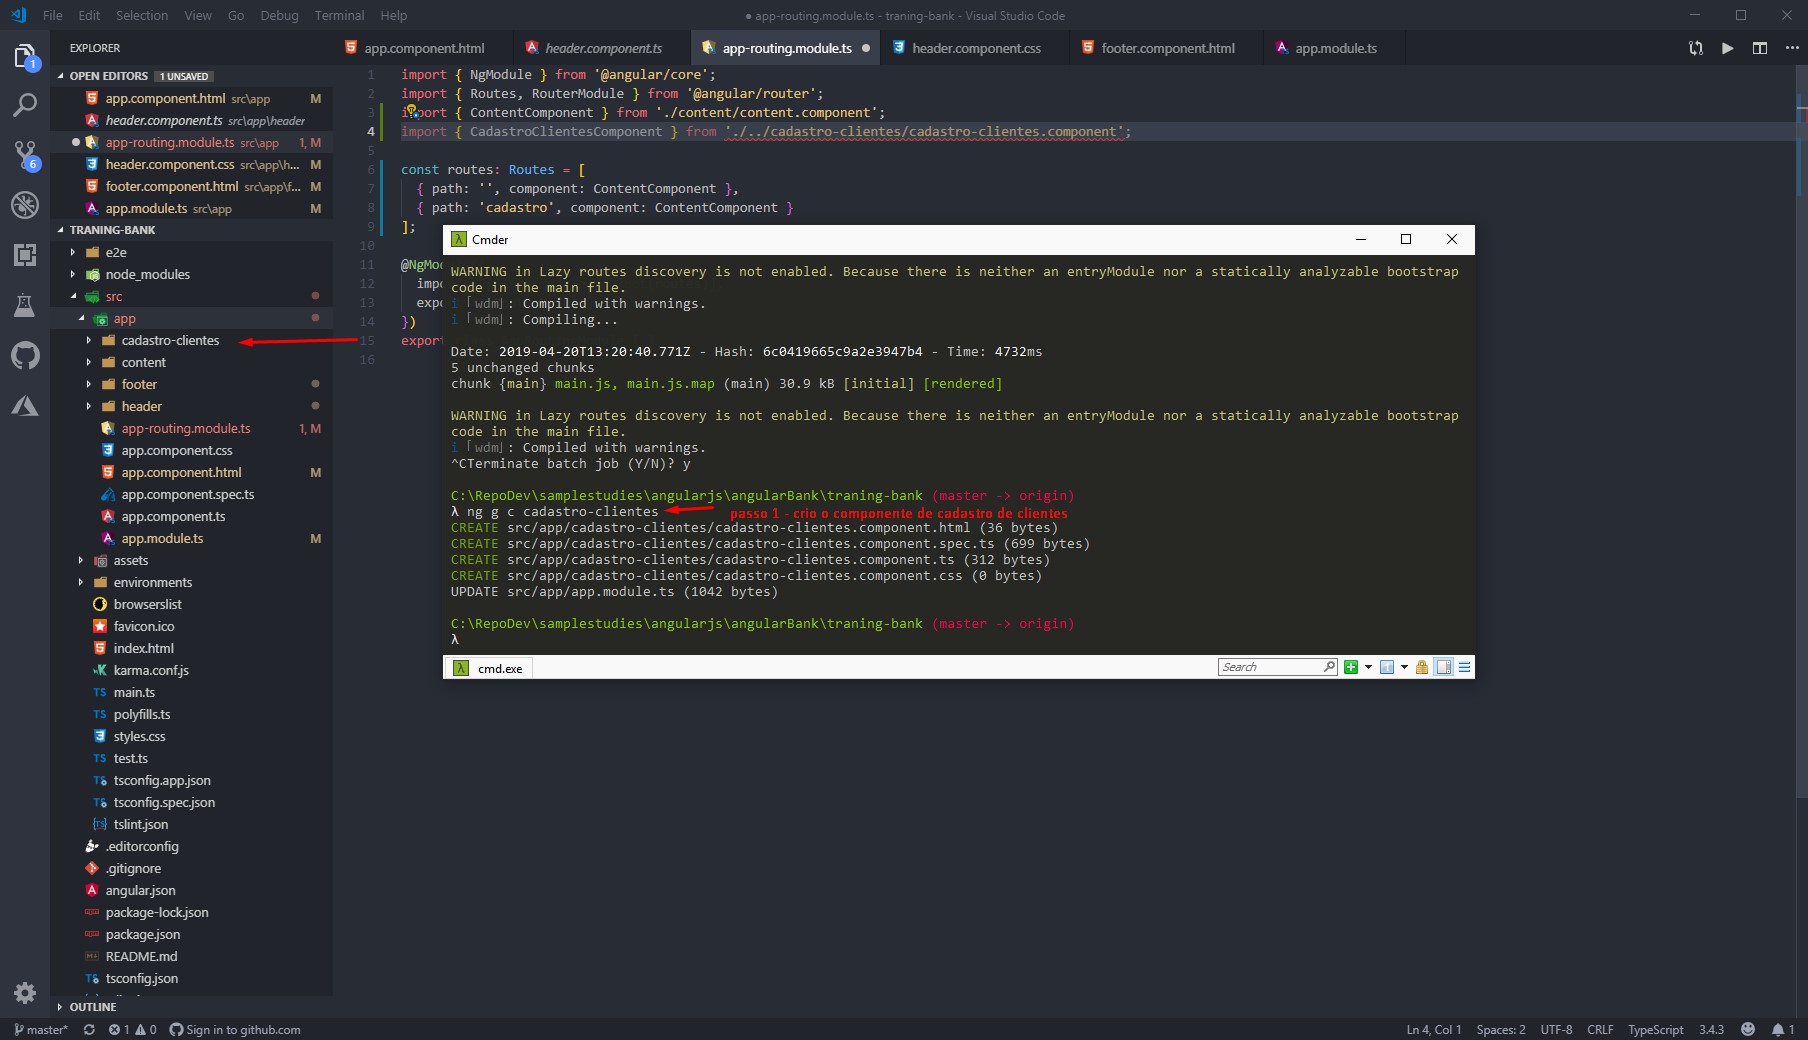 File Edit Selection View Go Debug Terminal Help
● app-routing.module.ts - traning-bank - Visual Studio Code
EXPLORER
OPEN EDITORS 1 UNSAVED
app.component.html src\app M
header.component.ts src\app\header
app-routing.module.ts src\app 1, M
header.component.css src\app\h... M
footer.component.html src\app\f... M
app.module.ts src\app M
TRANING-BANK
e2e
node_modules
src
app
cadastro-clientes
content
footer
header
app-routing.module.ts 1, M
app.component.css
app.component.html M
app.component.spec.ts
app.component.ts
app.module.ts M
assets
environments
browserslist
favicon.ico
index.html
karma.conf.js
main.ts
polyfills.ts
styles.css
test.ts
tsconfig.app.json
tsconfig.spec.json
tslint.json
.editorconfig
.gitignore
angular.json
package-lock.json
package.json
README.md
tsconfig.json
OUTLINE
app.component.html header.component.ts app-routing.module.ts ● header.component.css footer.component.html app.module.ts
1 import { NgModule } from '@angular/core';
2 import { Routes, RouterModule } from '@angular/router';
3 import { ContentComponent } from './content/content.component';
4 import { CadastroClientesComponent } from './../cadastro-clientes/cadastro-clientes.component';
5
6 const routes: Routes = [
7 { path: '', component: ContentComponent },
8 { path: 'cadastro', component: ContentComponent }
9 ];
10
11 @NgMo
12 impo
13 expo
14 })
15 expor
16
Cmder
WARNING in Lazy routes discovery is not enabled. Because there is neither an entryModule nor a statically analyzable bootstrap
code in the main file.
i ｢wdm｣: Compiled with warnings.
i ｢wdm｣: Compiling...
Date: 2019-04-20T13:20:40.771Z - Hash: 6c0419665c9a2e3947b4 - Time: 4732ms
5 unchanged chunks
chunk {main} main.js, main.js.map (main) 30.9 kB [initial] [rendered]
WARNING in Lazy routes discovery is not enabled. Because there is neither an entryModule nor a statically analyzable bootstrap
code in the main file.
i ｢wdm｣: Compiled with warnings.
^CTerminate batch job (Y/N)? y
C:\RepoDev\samplestudies\angularjs\angularBank\traning-bank (master -> origin)
λ ng g c cadastro-clientes passo 1 - crio o componente de cadastro de clientes
CREATE src/app/cadastro-clientes/cadastro-clientes.component.html (36 bytes)
CREATE src/app/cadastro-clientes/cadastro-clientes.component.spec.ts (699 bytes)
CREATE src/app/cadastro-clientes/cadastro-clientes.component.ts (312 bytes)
CREATE src/app/cadastro-clientes/cadastro-clientes.component.css (0 bytes)
UPDATE src/app/app.module.ts (1042 bytes)
C:\RepoDev\samplestudies\angularjs\angularBank\traning-bank (master -> origin)
λ
cmd.exe Search
master* 1 0 Sign in to github.com Ln 4, Col 1 Spaces: 2 UTF-8 CRLF TypeScript 3.4.3 1